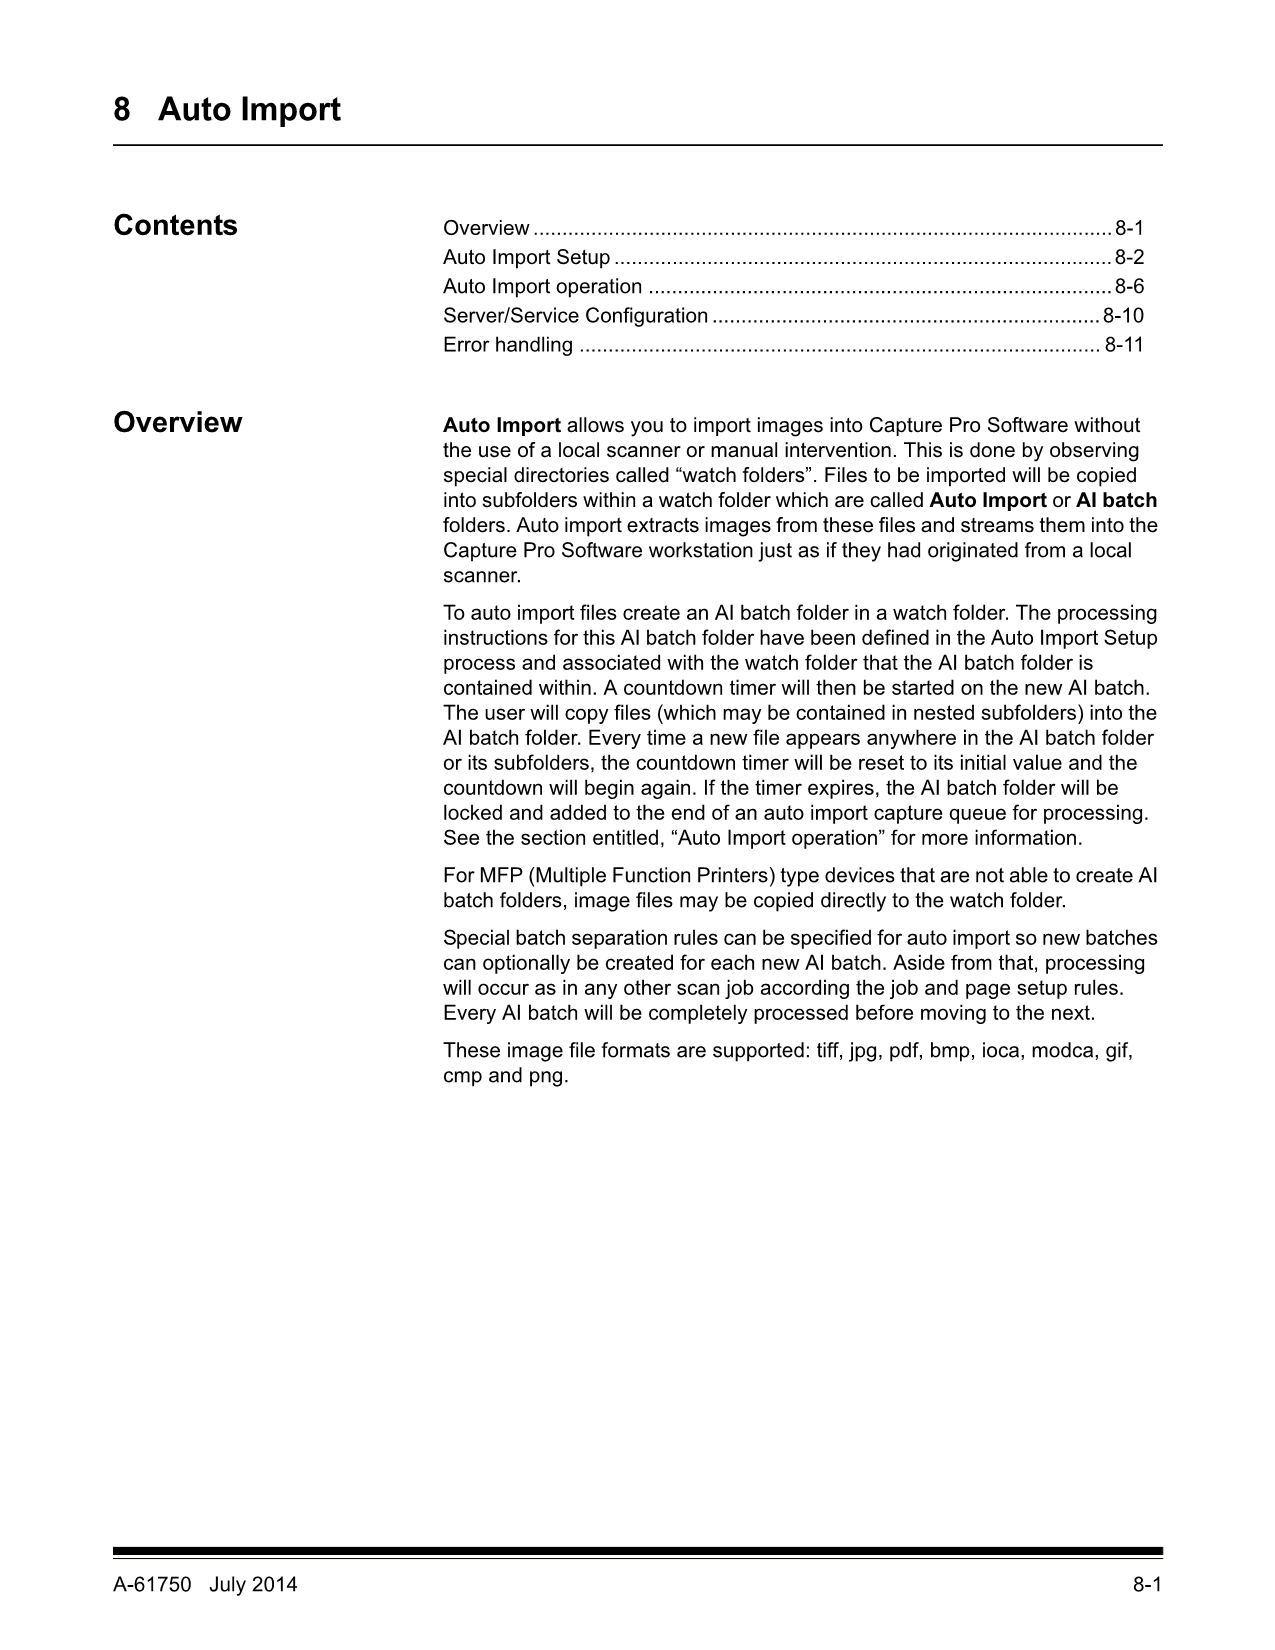 8 Auto Import
Contents
Overview ....................................................................................................8-1
Auto Import Setup ......................................................................................8-2
Auto Import operation ................................................................................8-6
Server/Service Configuration ...................................................................8-10
Error handling .......................................................................................... 8-11
Overview
Auto Import allows you to import images into Capture Pro Software without
the use of a local scanner or manual intervention. This is done by observing
special directories called “watch folders”. Files to be imported will be copied
into subfolders within a watch folder which are called Auto Import or AI batch
folders. Auto import extracts images from these files and streams them into the
Capture Pro Software workstation just as if they had originated from a local
scanner.
To auto import files create an AI batch folder in a watch folder. The processing
instructions for this AI batch folder have been defined in the Auto Import Setup
process and associated with the watch folder that the AI batch folder is
contained within. A countdown timer will then be started on the new AI batch.
The user will copy files (which may be contained in nested subfolders) into the
AI batch folder. Every time a new file appears anywhere in the AI batch folder
or its subfolders, the countdown timer will be reset to its initial value and the
countdown will begin again. If the timer expires, the AI batch folder will be
locked and added to the end of an auto import capture queue for processing.
See the section entitled, “Auto Import operation” for more information.
For MFP (Multiple Function Printers) type devices that are not able to create AI
batch folders, image files may be copied directly to the watch folder.
Special batch separation rules can be specified for auto import so new batches
can optionally be created for each new AI batch. Aside from that, processing
will occur as in any other scan job according the job and page setup rules.
Every AI batch will be completely processed before moving to the next.
These image file formats are supported: tiff, jpg, pdf, bmp, ioca, modca, gif,
cmp and png.
A-61750 July 2014
8-1